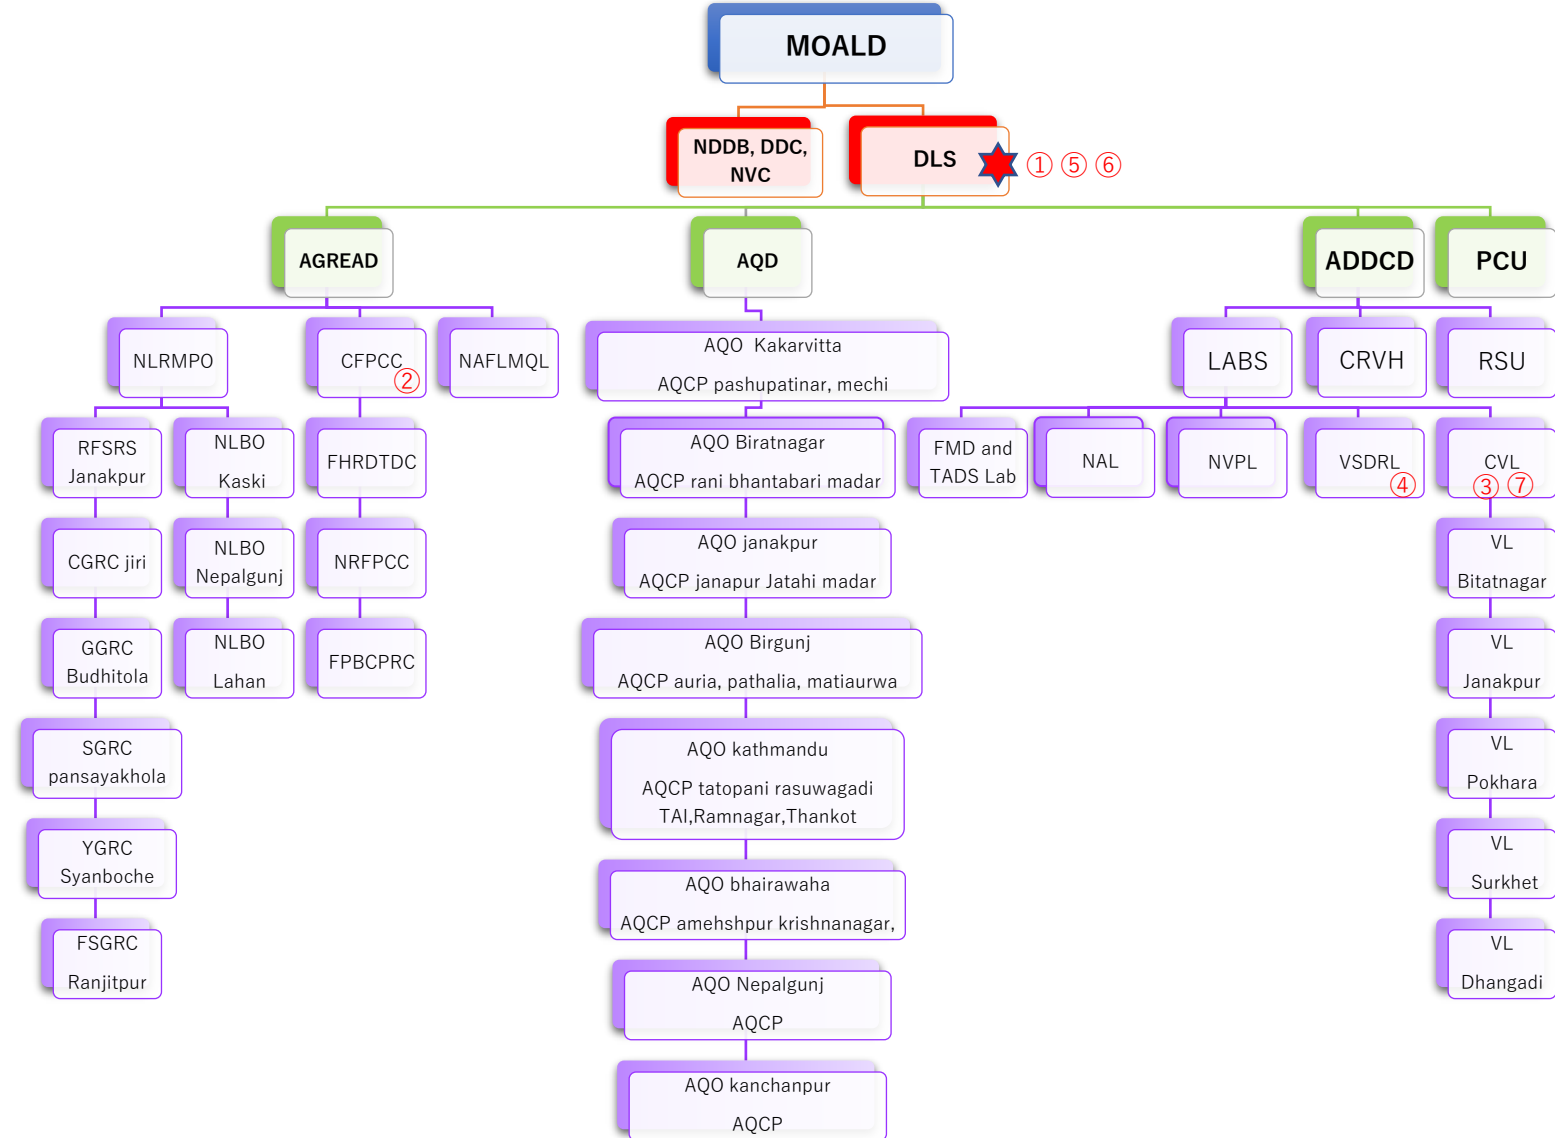 MOALD
NDDB, DDC,
NVC
DLS
① ⑤ ⑥
AGREAD
AQD
ADDCD
PCU
NLRMPO
CFPCC
②
NAFLMQL
AQO Kakarvitta
AQCP pashupatinar, mechi
LABS
CRVH
RSU
RFSRS
Janakpur
NLBO
Kaski
FHRDTDC
AQO Biratnagar
AQCP rani bhantabari madar
FMD and
TADS Lab
NAL
NVPL
VSDRL
④
CVL
③ ⑦
CGRC jiri
NLBO
Nepalgunj
NRFPCC
AQO janakpur
AQCP janapur Jatahi madar
VL
Bitatnagar
GGRC
Budhitola
NLBO
Lahan
FPBCPRC
AQO Birgunj
AQCP auria, pathalia, matiaurwa
VL
Janakpur
SGRC
pansayakhola
AQO kathmandu
AQCP tatopani rasuwagadi
TAI,Ramnagar,Thankot
VL
Pokhara
YGRC
Syanboche
AQO bhairawaha
AQCP amehshpur krishnanagar,
VL
Surkhet
FSGRC
Ranjitpur
AQO Nepalgunj
AQCP
VL
Dhangadi
AQO kanchanpur
AQCP